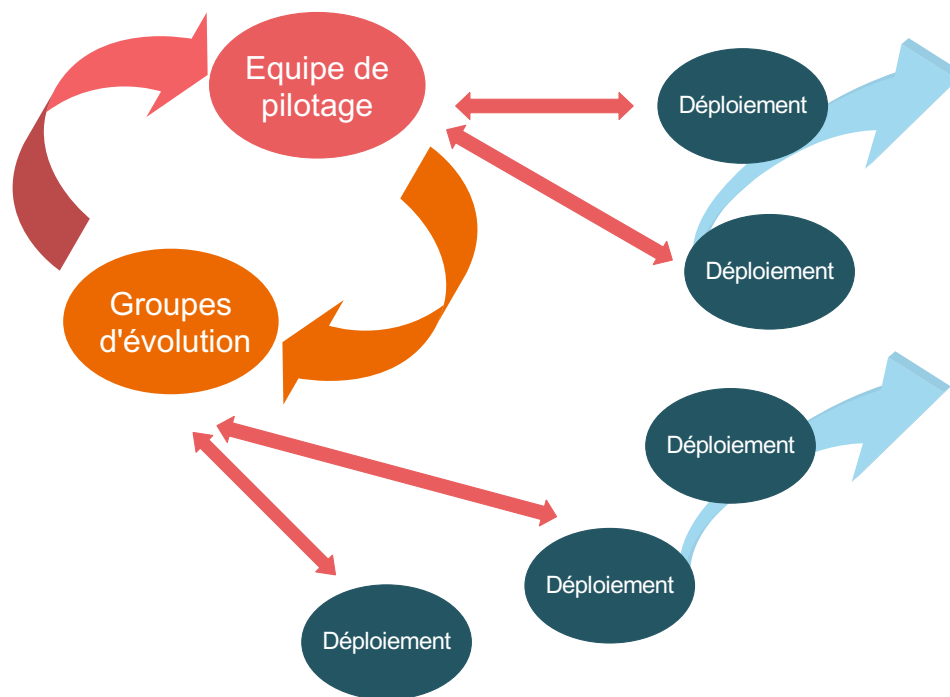 Equipe de
pilotage
Déploiement
Déploiement
Groupes
d'évolution
Déploiement
Déploiement
Déploiement